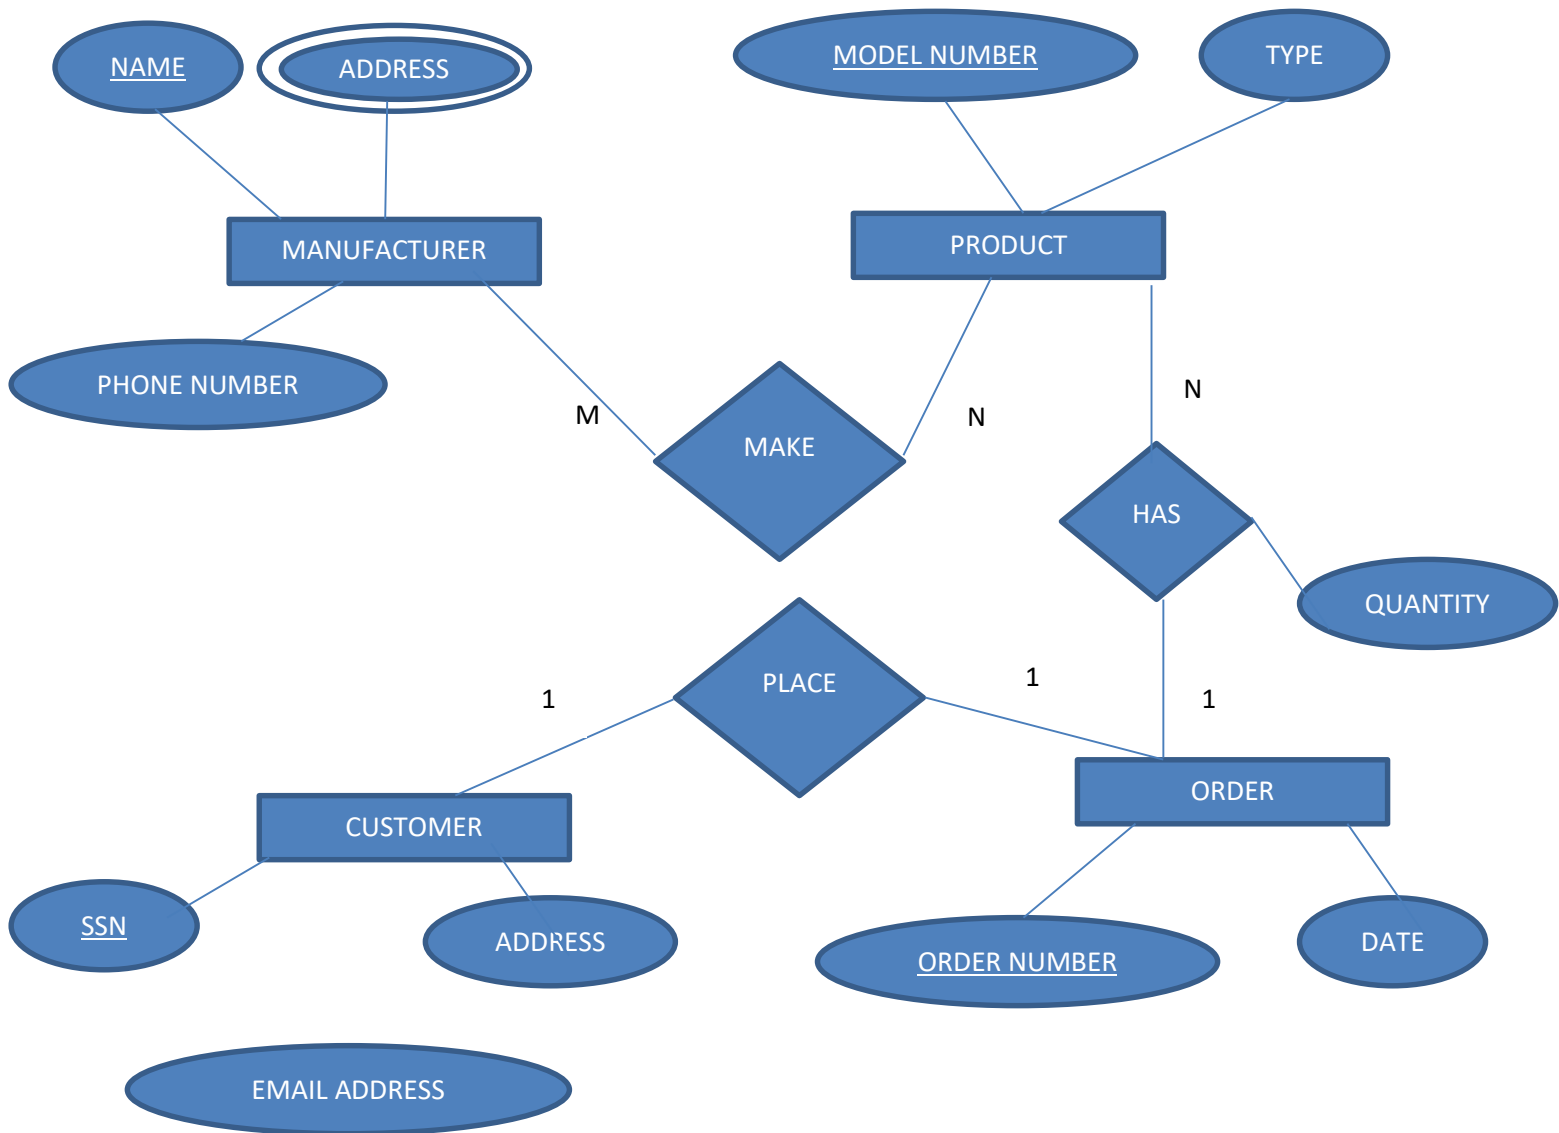 NAME
ADDRESS
MODEL NUMBER
TYPE
MANUFACTURER
PRODUCT
PHONE NUMBER
M
MAKE
N
N
HAS
QUANTITY
PLACE
1
1
1
ORDER
CUSTOMER
SSN
ADDRESS
ORDER NUMBER
DATE
EMAIL ADDRESS